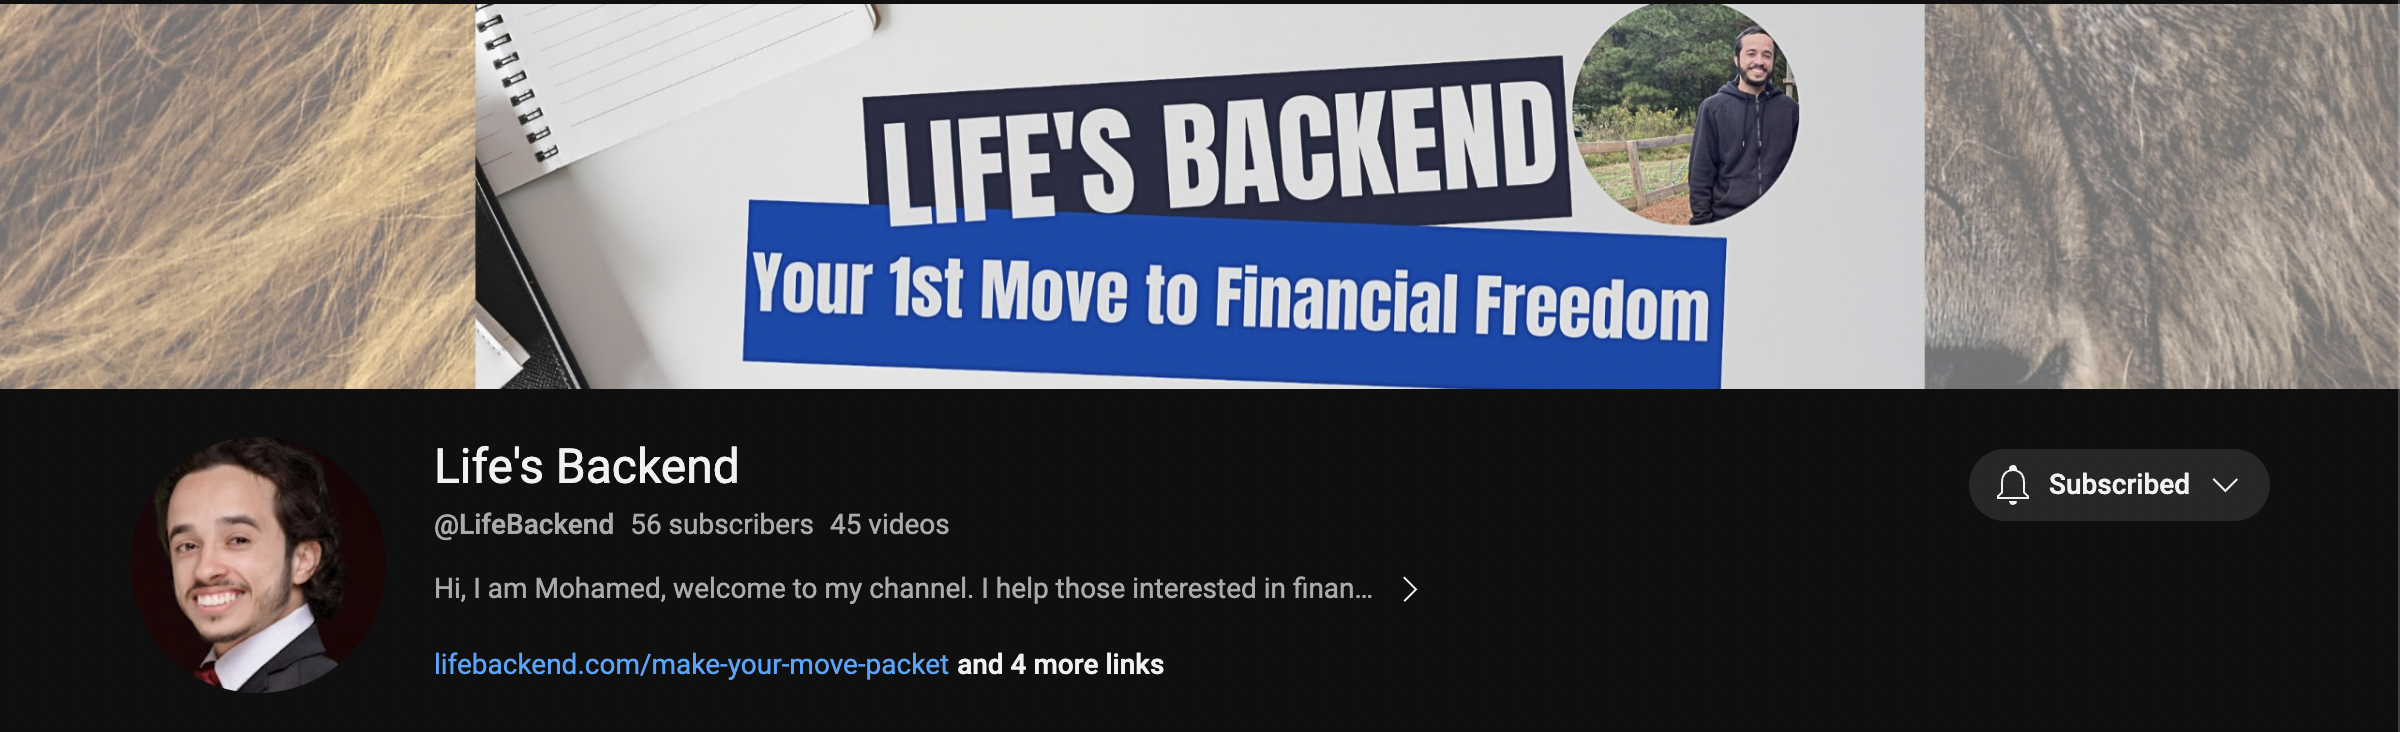 LIFE'S BACKEND
Your 1st Move to Financial Freedom
Life's Backend
@LifeBackend 56 subscribers 45 videos
Subscribed
Hi, I am Mohamed, welcome to my channel. I help those interested in finan...
lifebackend.com/make-your-move-packet and 4 more links